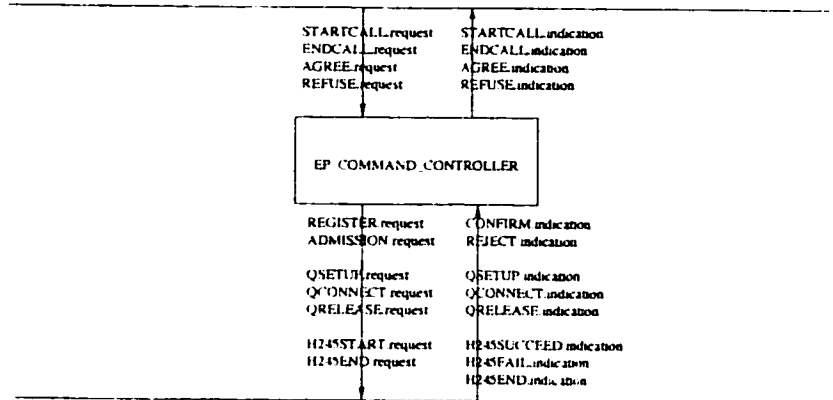 STARTCALL.request STARTCALL.indication
ENDCALL.request ENDCALL.indication
AGREE.request AGREE.indication
REFUSE.request REFUSE.indication
EP_COMMAND_CONTROLLER
REGISTER.request CONFIRM.indication
ADMISSION.request REJECT.indication
QSETUP.request QSETUP.indication
QCONNECT.request QCONNECT.indication
QRELEASE.request QRELEASE.indication
H245START.request H245SUCCEED.indication
H245END.request H245FAIL.indication
H245END.indication